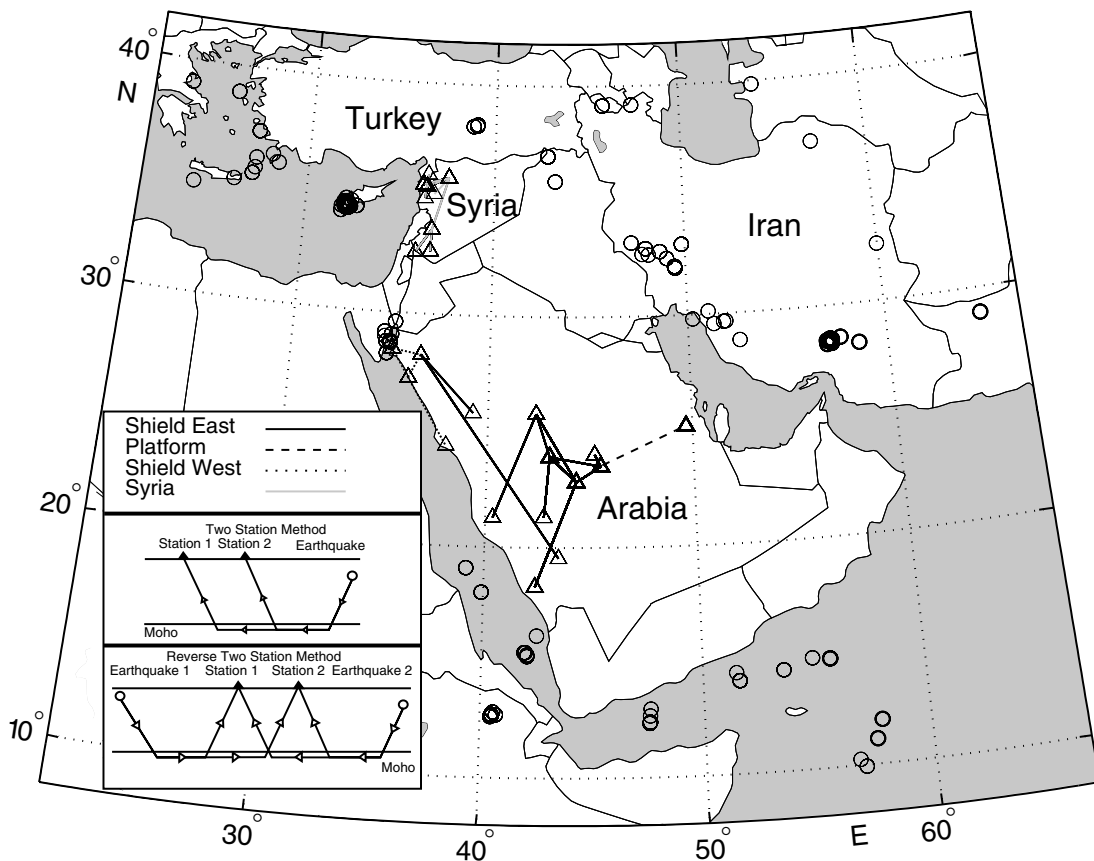 40°
N
Turkey
Syria
Iran
30°
Shield East
Platform
Shield West
Syria
20°
Arabia
Two Station Method
Station 1 Station 2 Earthquake
Moho
Reverse Two Station Method
Earthquake 1 Station 1 Station 2 Earthquake 2
Moho
10°
30° 40° 50° E 60°